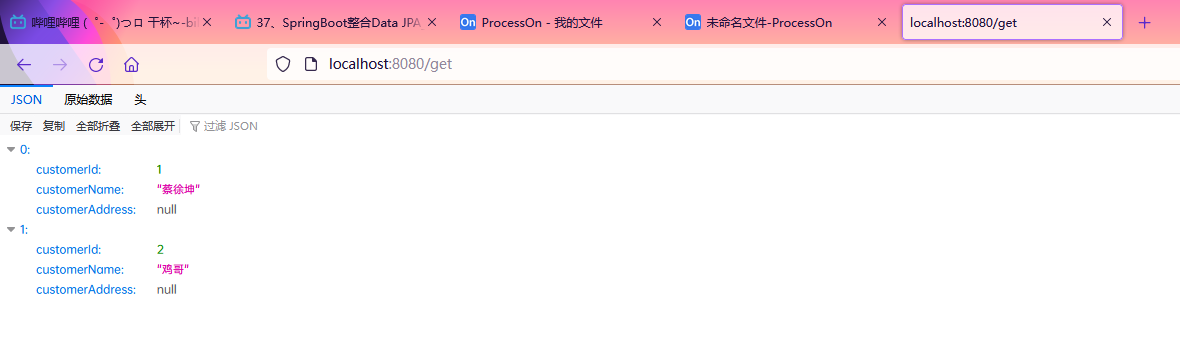 哔哩哔哩 (゜-゜)つロ 干杯~-bil
37、SpringBoot整合Data JPA
ProcessOn - 我的文件
未命名文件-ProcessOn
localhost:8080/get
localhost:8080/get
JSON 原始数据 头
保存 复制 全部折叠 全部展开 过滤 JSON
0:
customerId: 1
customerName: "蔡徐坤"
customerAddress: null
1:
customerId: 2
customerName: "鸡哥"
customerAddress: null